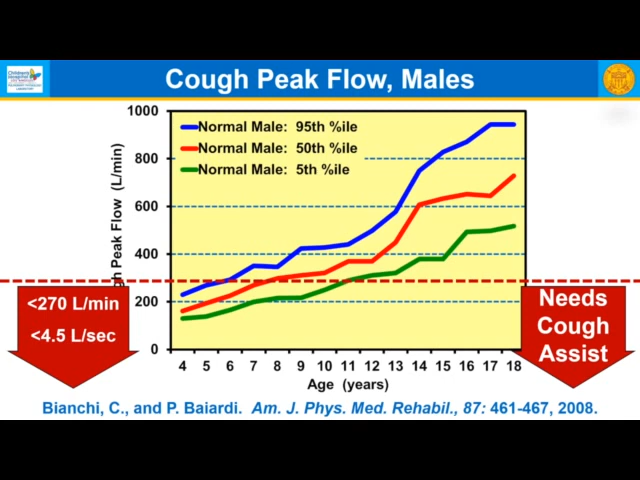 Cough Peak Flow, Males
1000
800
600
400
200
0
gh Peak Flow (L/min)
Normal Male: 95th %ile
Normal Male: 50th %ile
Normal Male: 5th %ile
4 5 6 7 8 9 10 11 12 13 14 15 16 17 18
Age (years)
<270 L/min
<4.5 L/sec
Needs
Cough
Assist
Bianchi, C., and P. Baiardi. Am. J. Phys. Med. Rehabil., 87: 461-467, 2008.